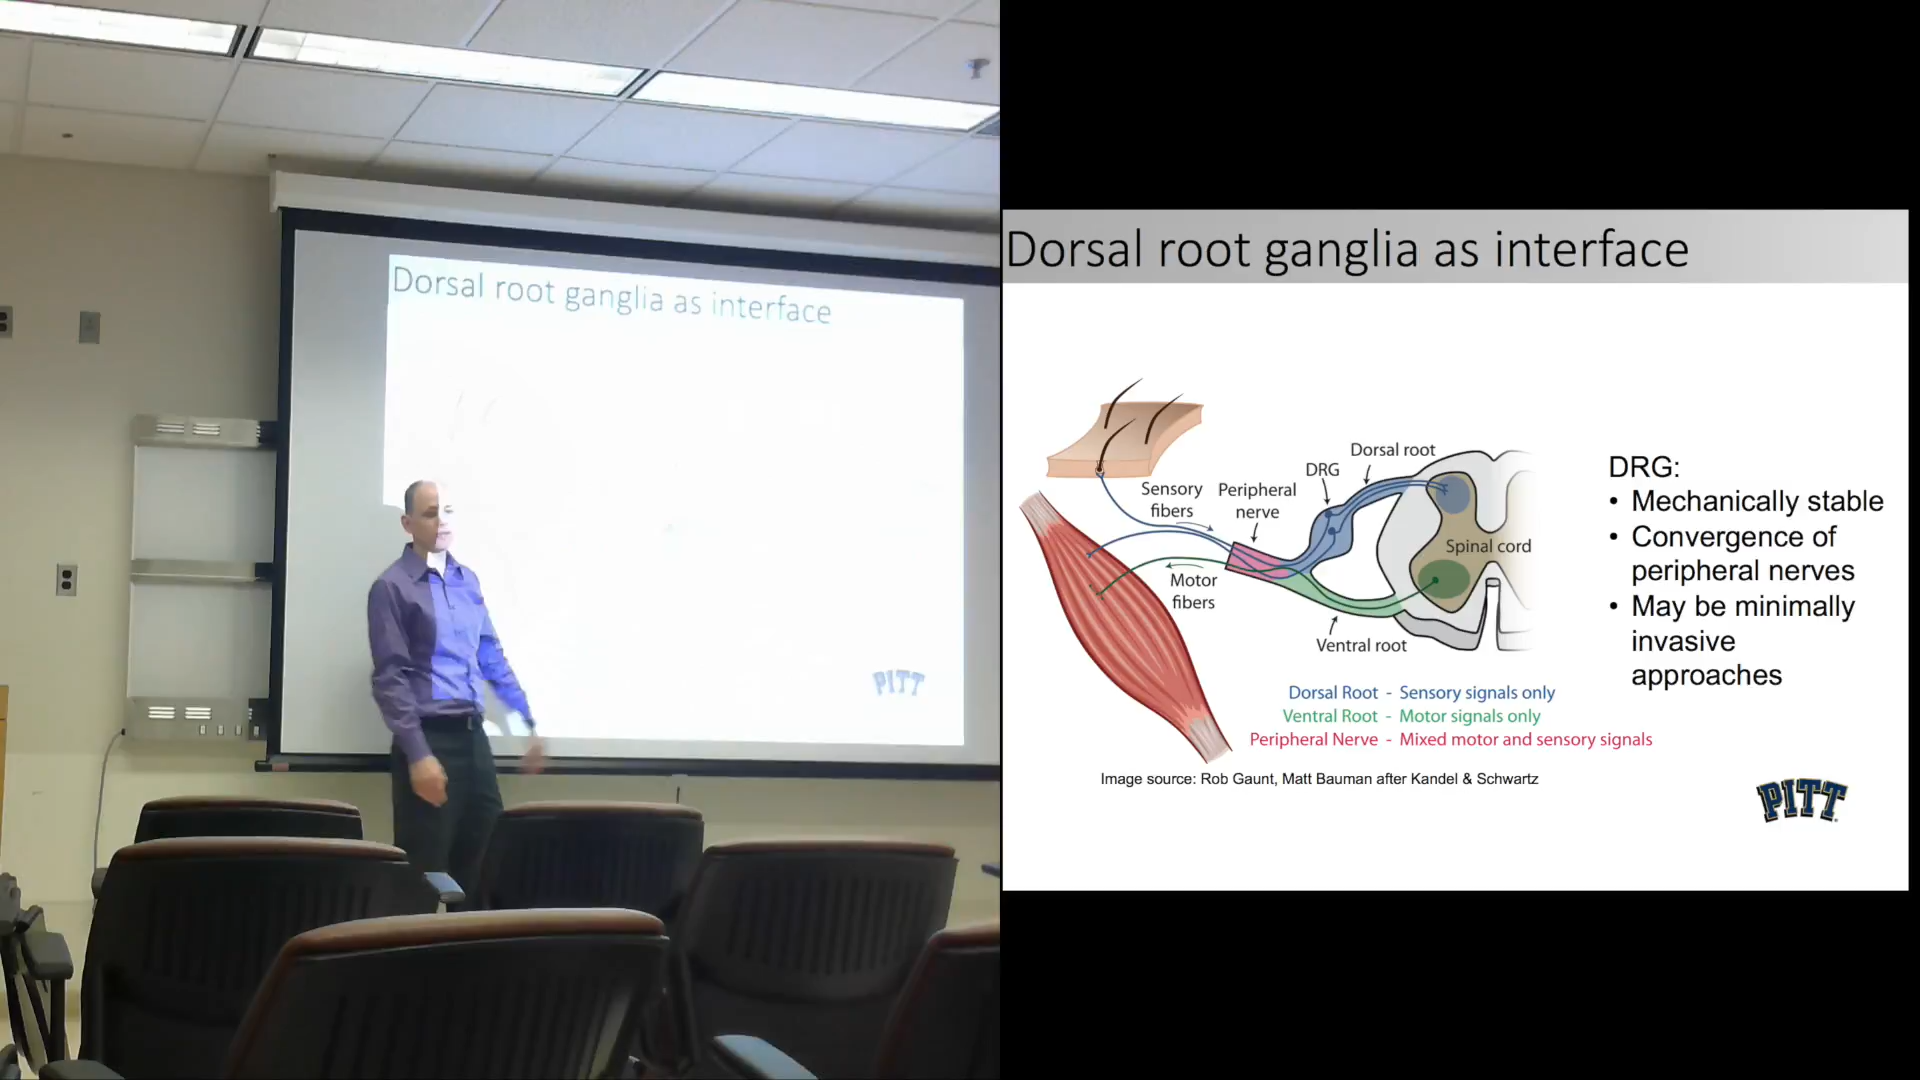 Dorsal root ganglia as interface
PITT
Dorsal root ganglia as interface
Dorsal root
DRG
Sensory
fibers
Peripheral
nerve
Spinal cord
Motor
fibers
Ventral root
Dorsal Root - Sensory signals only
Ventral Root - Motor signals only
Peripheral Nerve - Mixed motor and sensory signals
Image source: Rob Gaunt, Matt Bauman after Kandel & Schwartz
DRG:
• Mechanically stable
• Convergence of
peripheral nerves
• May be minimally
invasive
approaches
PITT